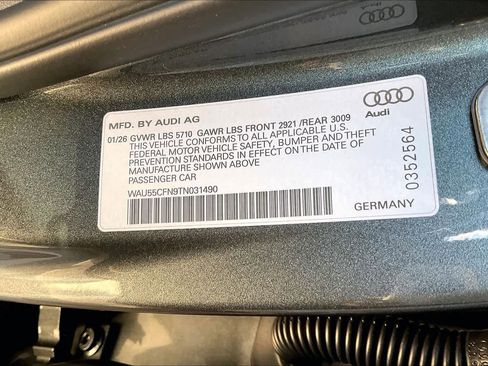 MFD. BY AUDI AG
01/26 GVWR LBS 5710 GAWR LBS FRONT 2921 /REAR 3009
THIS VEHICLE CONFORMS TO ALL APPLICABLE U.S.
FEDERAL MOTOR VEHICLE SAFETY, BUMPER AND THEFT
PREVENTION STANDARDS IN EFFECT ON THE DATE OF
MANUFACTURE SHOWN ABOVE
PASSENGER CAR
WAU55CFN9TN031490
Audi
0352564
GERMANY